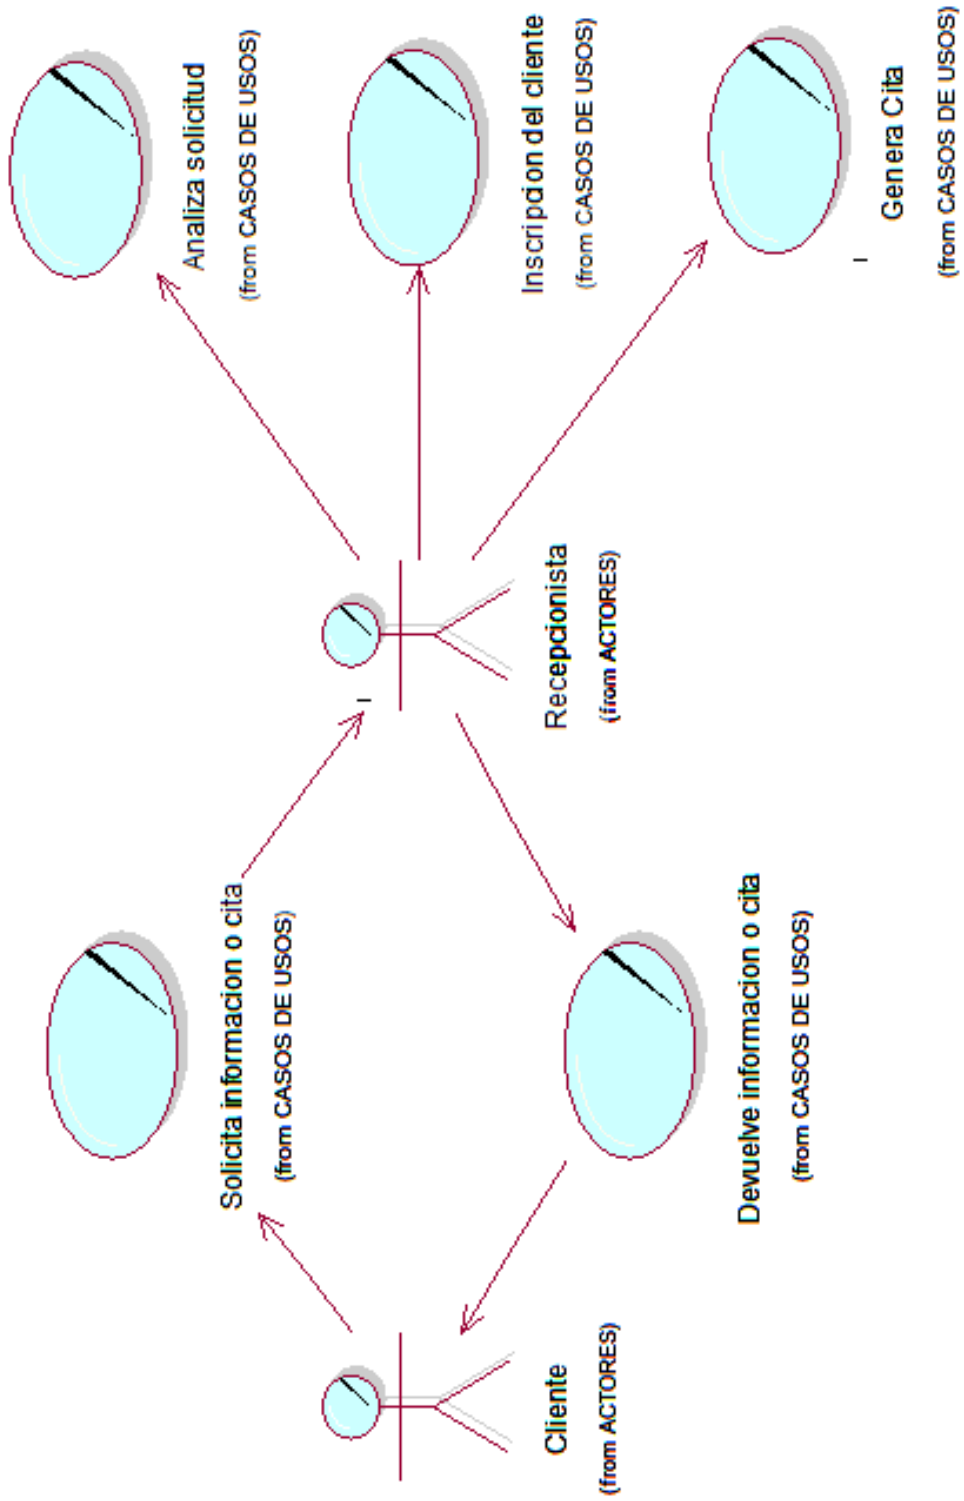 Analiza solicitud
(from CASOS DE USOS)
Solicita informacion o cita
(from CASOS DE USOS)
Inscripcion del cliente
(from CASOS DE USOS)
Cliente
(from ACTORES)
Recepcionista
(from ACTORES)
Devuelve informacion o cita
(from CASOS DE USOS)
Genera Cita
(from CASOS DE USOS)